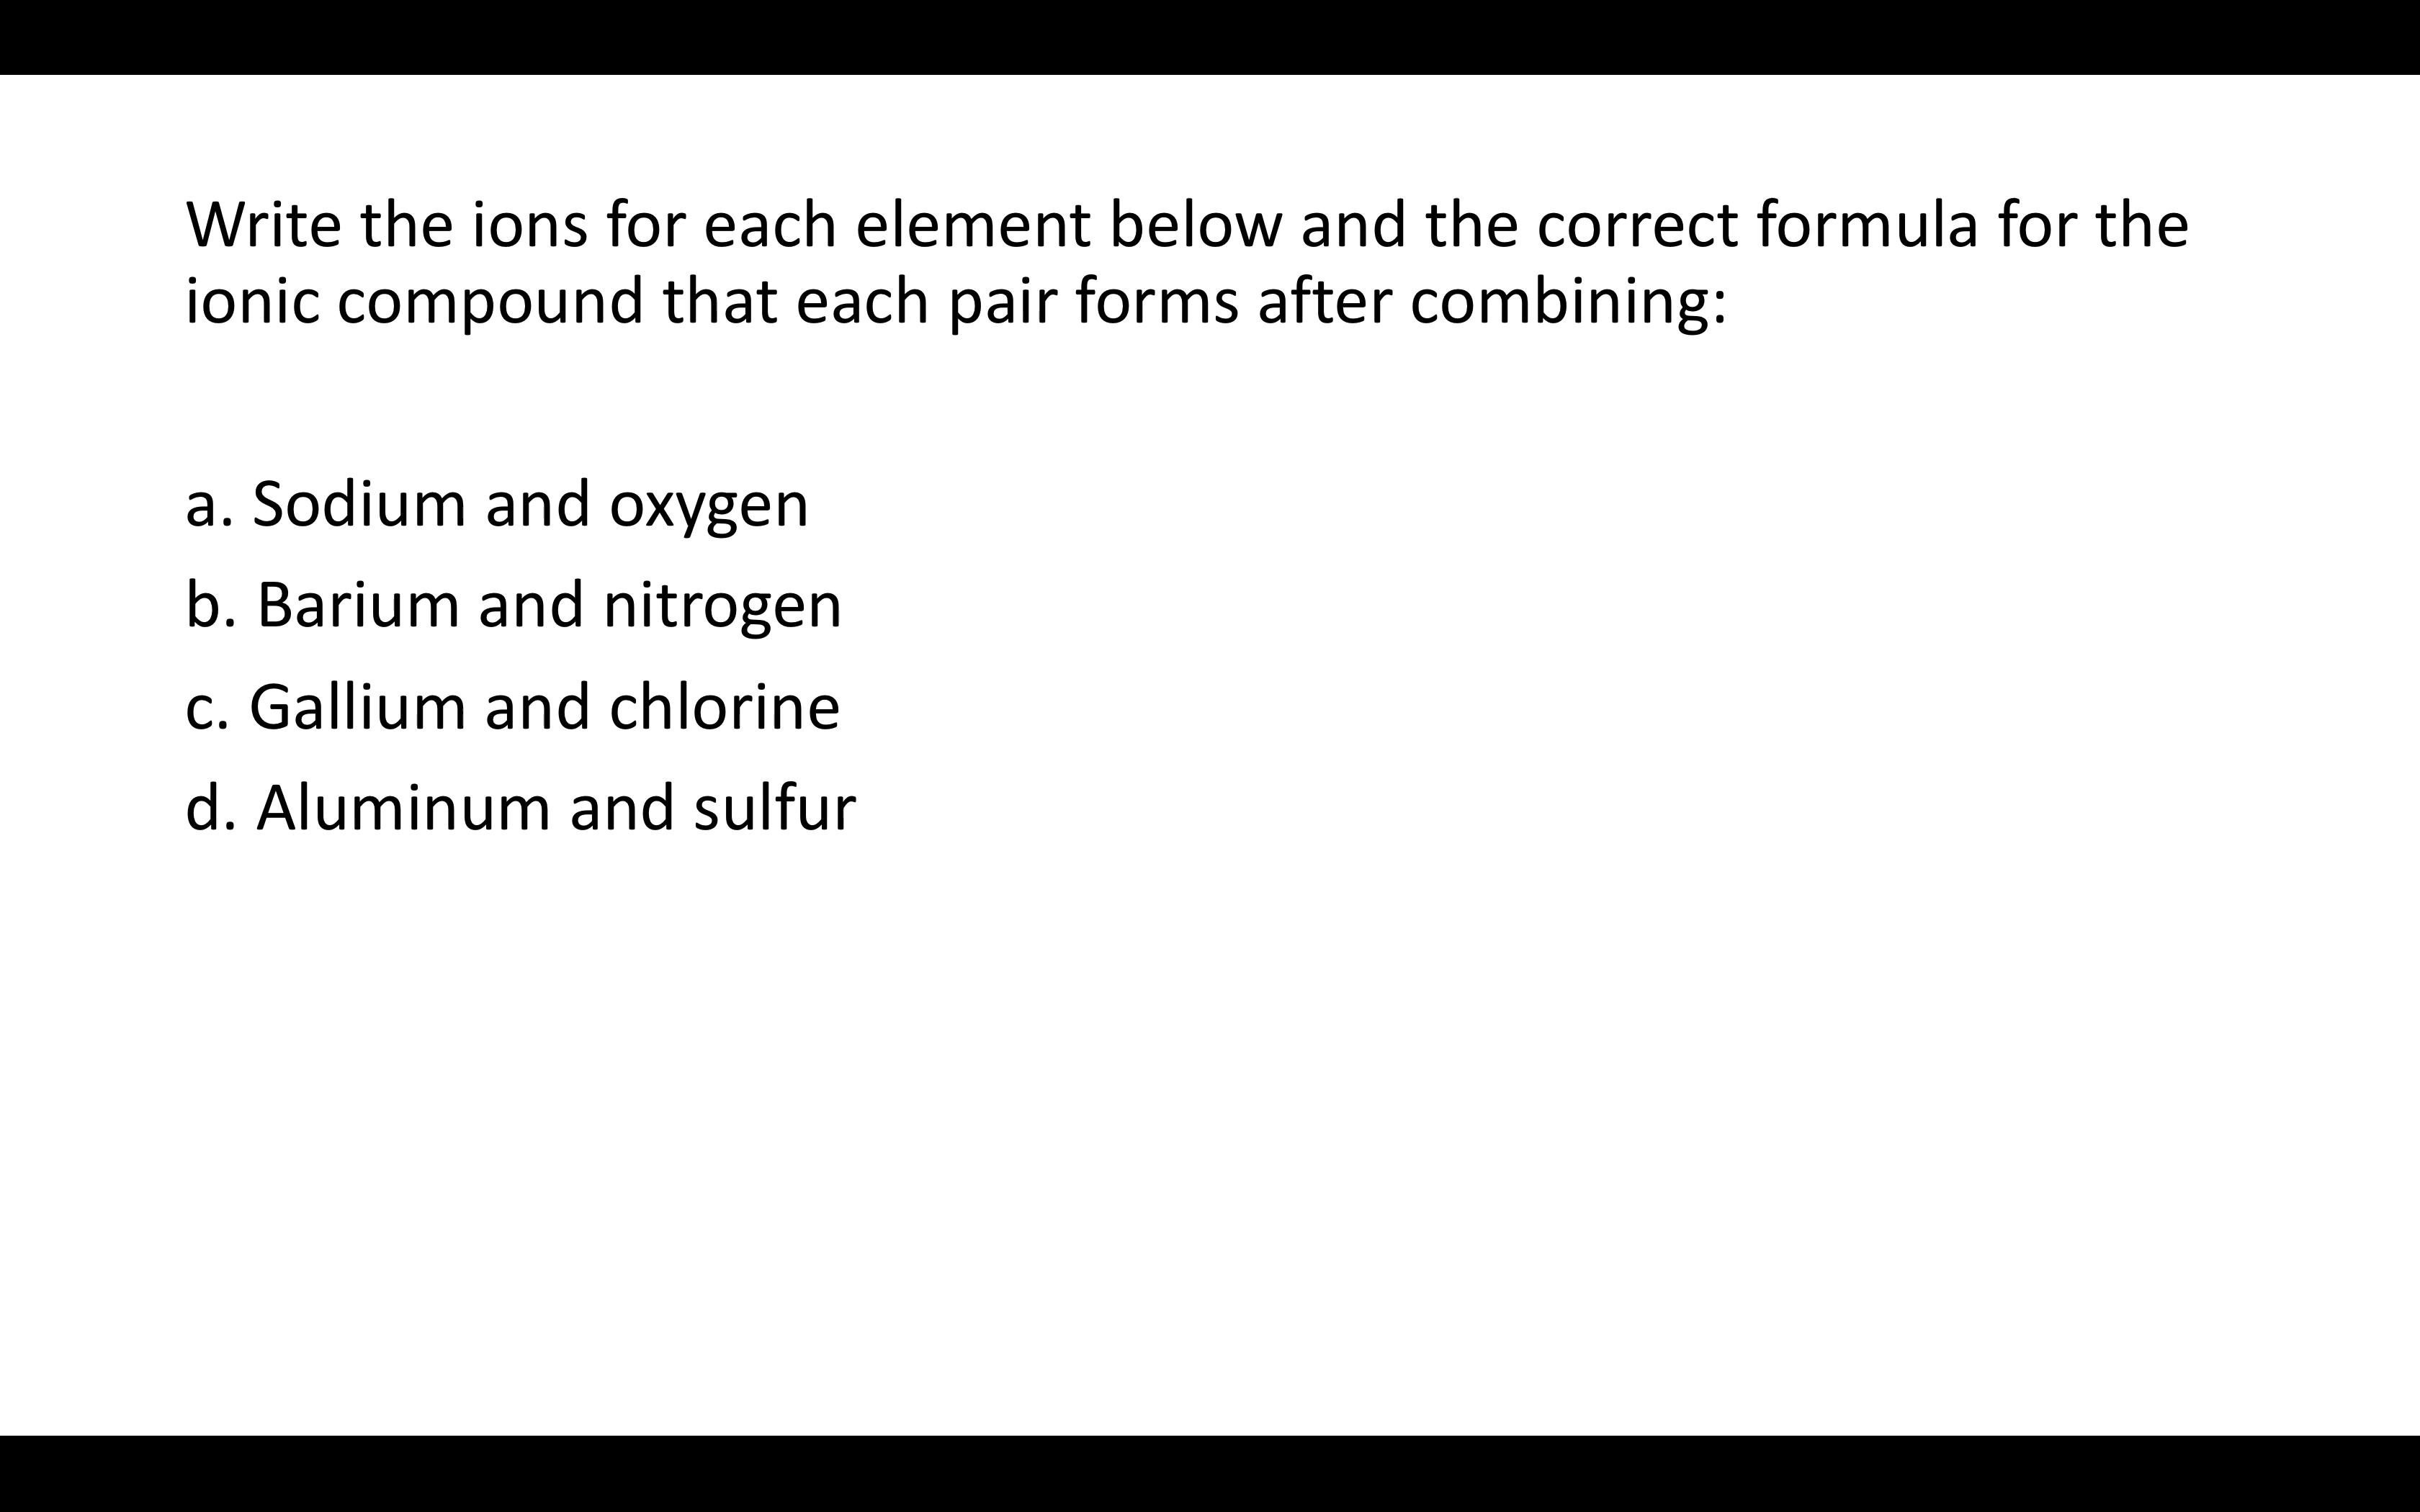 Write the ions for each element below and the correct formula for the
ionic compound that each pair forms after combining:
a. Sodium and oxygen
b. Barium and nitrogen
c. Gallium and chlorine
d. Aluminum and sulfur